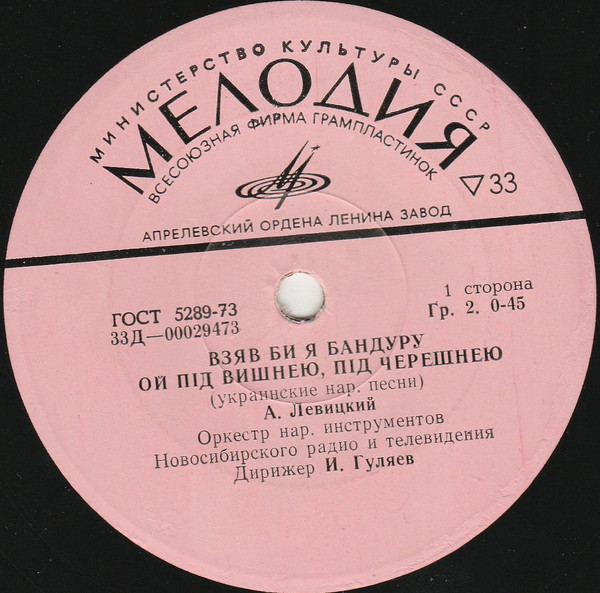 МИНИСТЕРСТВО КУЛЬТУРЫ СССР
МЕЛОДИЯ
ВСЕСОЮЗНАЯ ФИРМА ГРАМПЛАСТИНОК
33
АПРЕЛЕВСКИЙ ОРДЕНА ЛЕНИНА ЗАВОД
ГОСТ 5289-73
33Д—00029473
1 сторона
Гр. 2. 0-45
ВЗЯВ БИ Я БАНДУРУ
ОЙ ПІД ВИШНЕЮ, ПІД ЧЕРЕШНЕЮ
(украинские нар. песни)
А. Левицкий
Оркестр нар. инструментов
Новосибирского радио и телевидения
Дирижер И. Гуляев